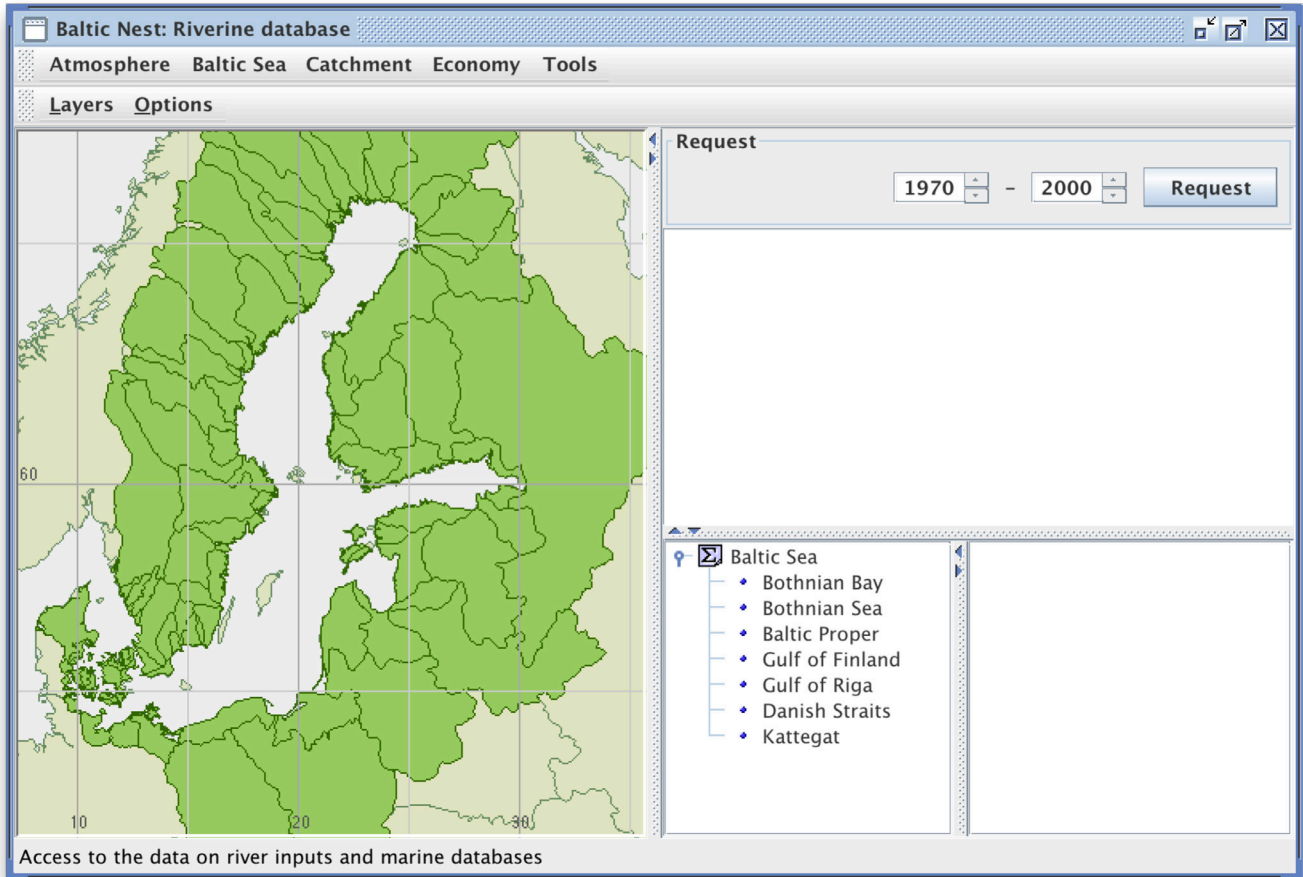 Baltic Nest: Riverine database
Atmosphere Baltic Sea Catchment Economy Tools
Layers Options
Request
1970 - 2000 Request
60
10 20 30
Σ Baltic Sea
Bothnian Bay
Bothnian Sea
Baltic Proper
Gulf of Finland
Gulf of Riga
Danish Straits
Kattegat
Access to the data on river inputs and marine databases